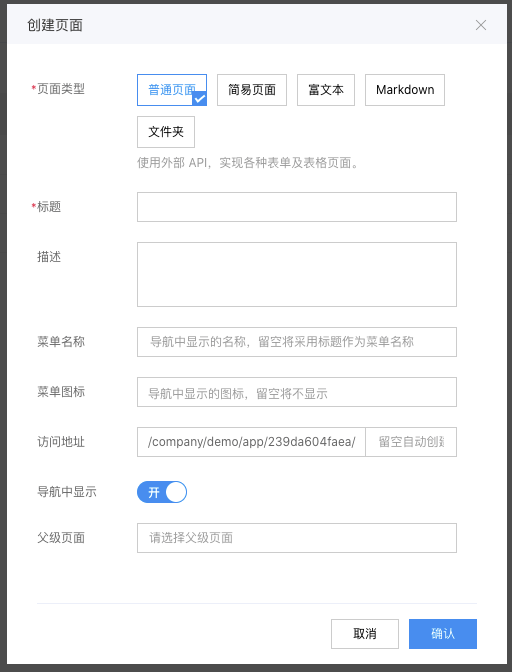 创建页面
*页面类型
普通页面 简易页面 富文本 Markdown
文件夹
使用外部 API，实现各种表单及表格页面。
*标题
描述
菜单名称 导航中显示的名称，留空将采用标题作为菜单名称
菜单图标 导航中显示的图标，留空将不显示
访问地址 /company/demo/app/239da604faea/ 留空自动创建
导航中显示 开
父级页面 请选择父级页面
取消 确认